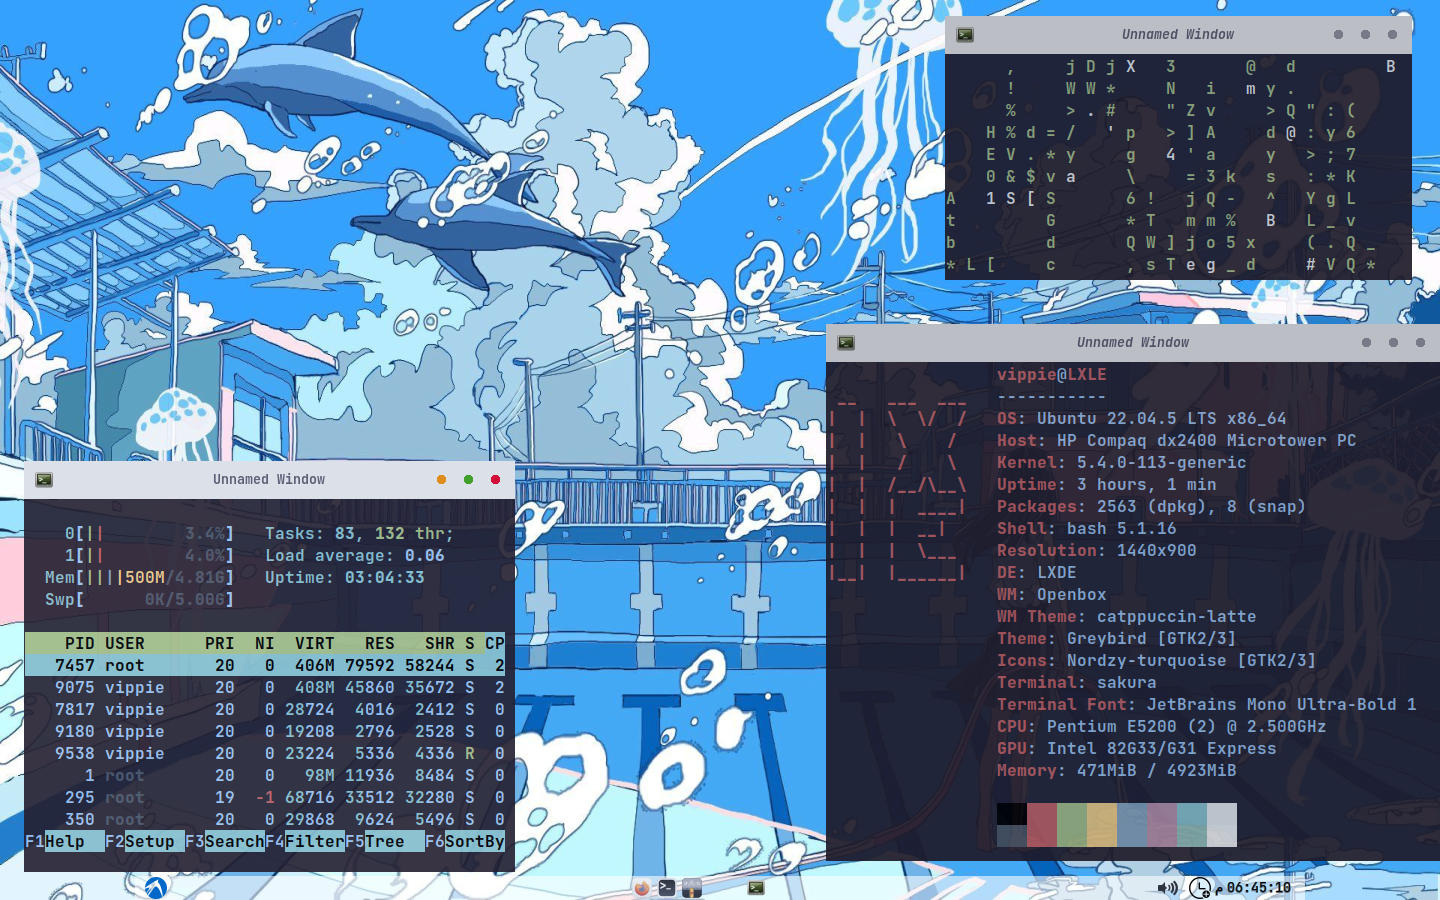 Unnamed Window
, j D j X 3 @ d B
! W W * N i m y .
% > . # " Z v > Q " : (
H % d = / ' p > ] A d @ : y 6
E V . * y g 4 ' a y > ; 7
0 & $ v a \ = 3 k s : * K
A 1 S [ S 6 ! j Q - ^ Y g L
t G * T m m % B L _ v
b d Q W ] j o 5 x ( . Q _
* L [ c , s T e g _ d # V Q *
Unnamed Window
vippie@LXLE
-----------
OS: Ubuntu 22.04.5 LTS x86_64
Host: HP Compaq dx2400 Microtower PC
Kernel: 5.4.0-113-generic
Uptime: 3 hours, 1 min
Packages: 2563 (dpkg), 8 (snap)
Shell: bash 5.1.16
Resolution: 1440x900
DE: LXDE
WM: Openbox
WM Theme: catppuccin-latte
Theme: Greybird [GTK2/3]
Icons: Nordzy-turquoise [GTK2/3]
Terminal: sakura
Terminal Font: JetBrains Mono Ultra-Bold 1
CPU: Pentium E5200 (2) @ 2.500GHz
GPU: Intel 82G33/G31 Express
Memory: 471MiB / 4923MiB
Unnamed Window
0[|| 3.4%] Tasks: 83, 132 thr;
1[|| 4.0%] Load average: 0.06
Mem[||||500M/4.81G] Uptime: 03:04:33
Swp[ 0K/5.00G]
PID USER PRI NI VIRT RES SHR S CP
7457 root 20 0 406M 79592 58244 S 2
9075 vippie 20 0 408M 45860 35672 S 2
7817 vippie 20 0 28724 4016 2412 S 0
9180 vippie 20 0 19208 2796 2528 S 0
9538 vippie 20 0 23224 5336 4336 R 0
1 root 20 0 98M 11936 8484 S 0
295 root 19 -1 68716 33512 32280 S 0
350 root 20 0 29868 9624 5496 S 0
F1Help F2Setup F3SearchF4FilterF5Tree F6SortBy
م 06:45:10